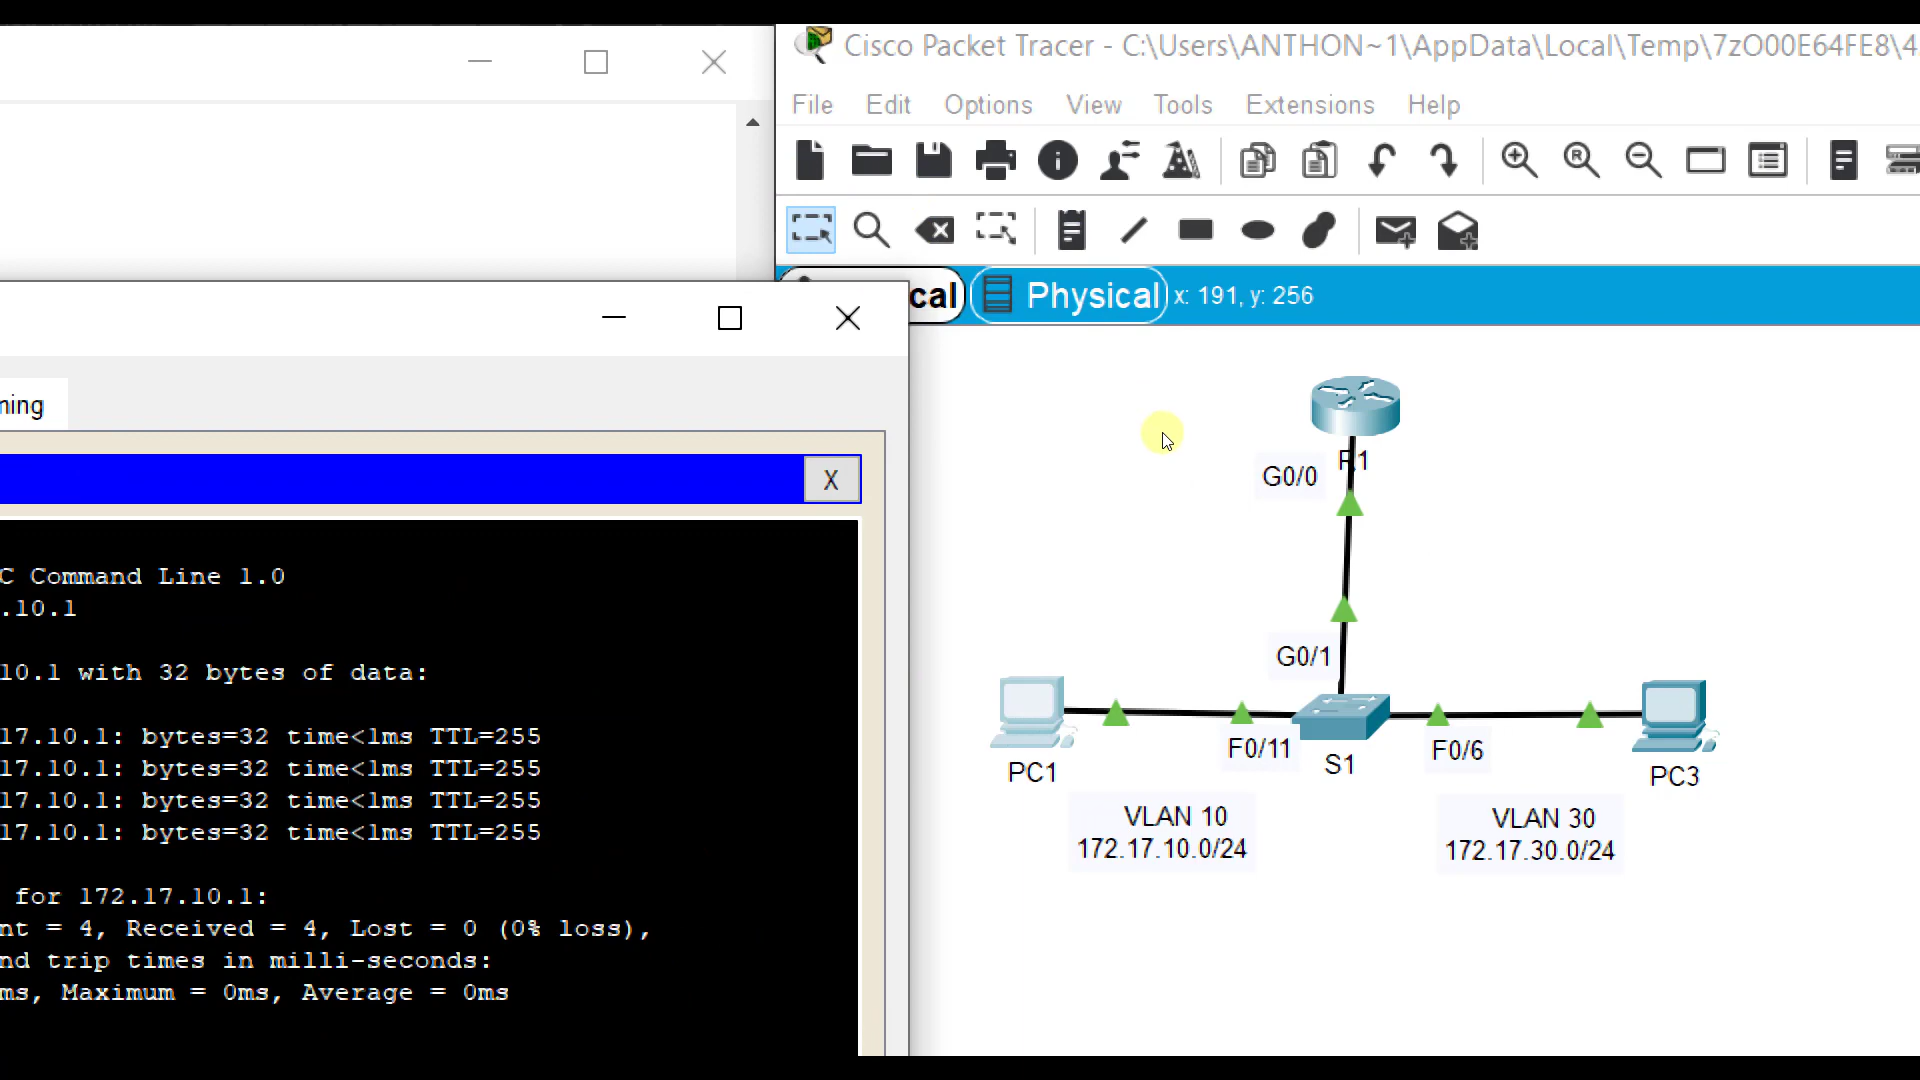 Cisco Packet Tracer - C:\Users\ANTHON~1\AppData\Local\Temp\7zO00E64FE8\4.
File Edit Options View Tools Extensions Help
cal Physical x: 191, y: 256
ning
X
C Command Line 1.0
.10.1
10.1 with 32 bytes of data:
17.10.1: bytes=32 time<1ms TTL=255
17.10.1: bytes=32 time<1ms TTL=255
17.10.1: bytes=32 time<1ms TTL=255
17.10.1: bytes=32 time<1ms TTL=255
for 172.17.10.1:
nt = 4, Received = 4, Lost = 0 (0% loss),
nd trip times in milli-seconds:
ms, Maximum = 0ms, Average = 0ms
R1
G0/0
G0/1
F0/11
F0/6
S1
PC1
PC3
VLAN 10
172.17.10.0/24
VLAN 30
172.17.30.0/24